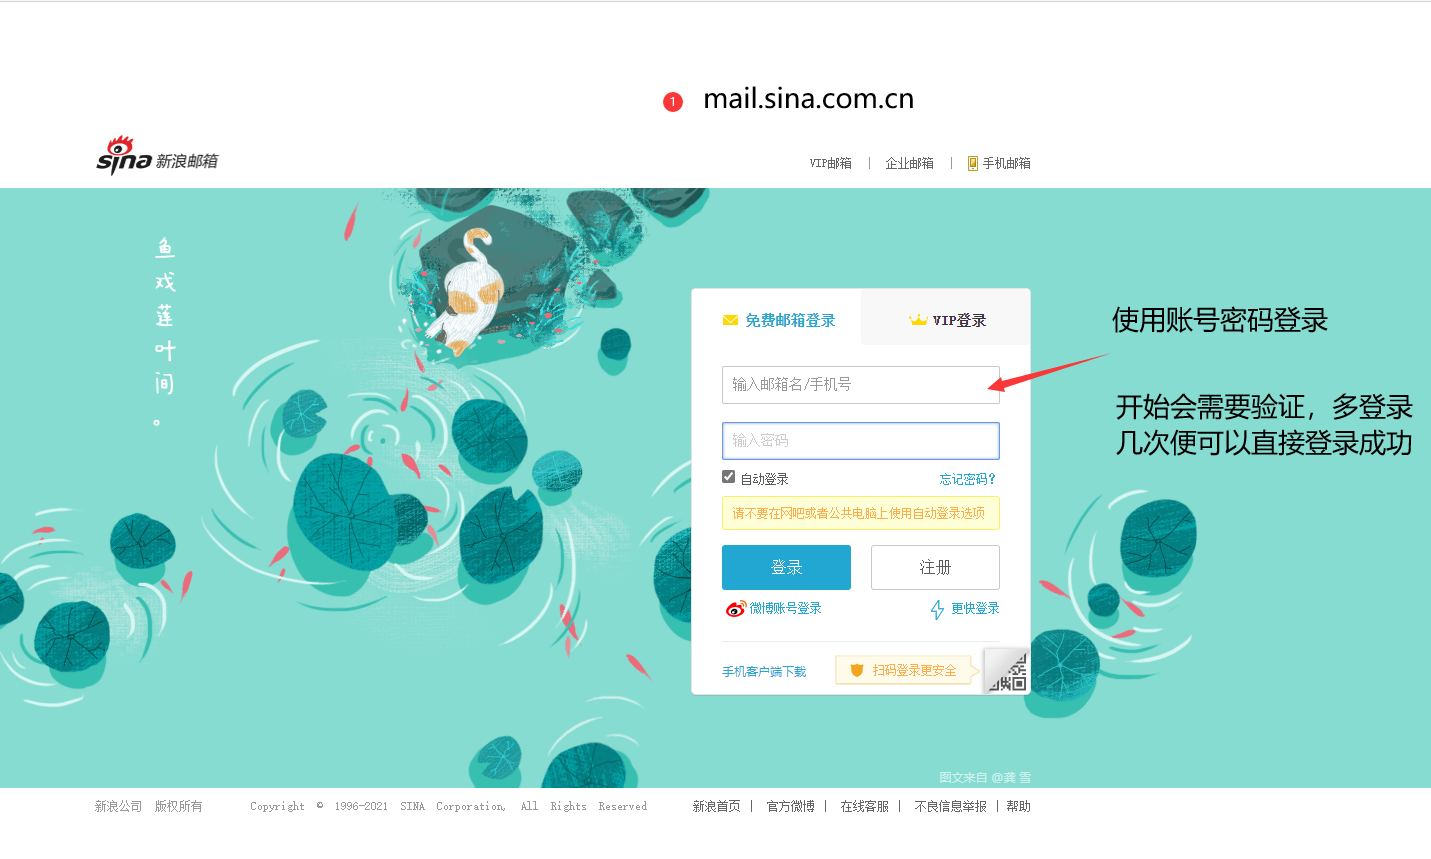 1 mail.sina.com.cn
sina 新浪邮箱
VIP邮箱 | 企业邮箱 | 手机邮箱
鱼
戏
莲
叶
间
。
免费邮箱登录
VIP登录
使用账号密码登录
输入邮箱名/手机号
开始会需要验证，多登录
几次便可以直接登录成功
输入密码
自动登录
忘记密码?
请不要在网吧或者公共电脑上使用自动登录选项
登录
注册
微博账号登录
更快登录
手机客户端下载
扫码登录更安全
图文来自 @龚 雪
新浪公司 版权所有
Copyright © 1996-2021 SINA Corporation, All Rights Reserved
新浪首页 | 官方微博 | 在线客服 | 不良信息举报 | 帮助